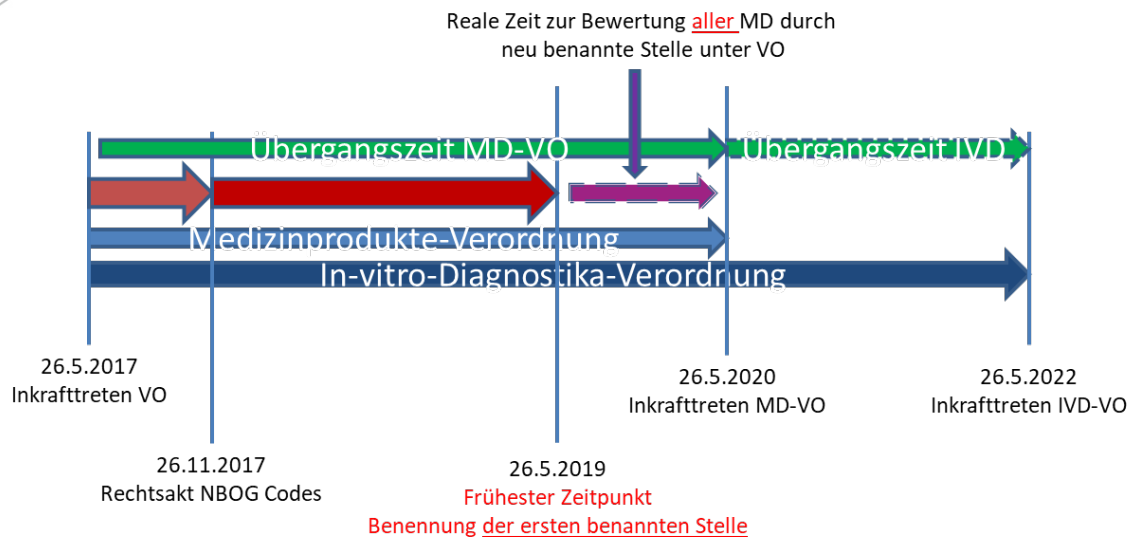 Reale Zeit zur Bewertung aller MD durch
neu benannte Stelle unter VO
Übergangszeit MD-VO
Übergangszeit IVD
Medizinprodukte-Verordnung
In-vitro-Diagnostika-Verordnung
26.5.2017
Inkrafttreten VO
26.5.2020
Inkrafttreten MD-VO
26.5.2022
Inkrafttreten IVD-VO
26.11.2017
Rechtsakt NBOG Codes
26.5.2019
Frühester Zeitpunkt
Benennung der ersten benannten Stelle